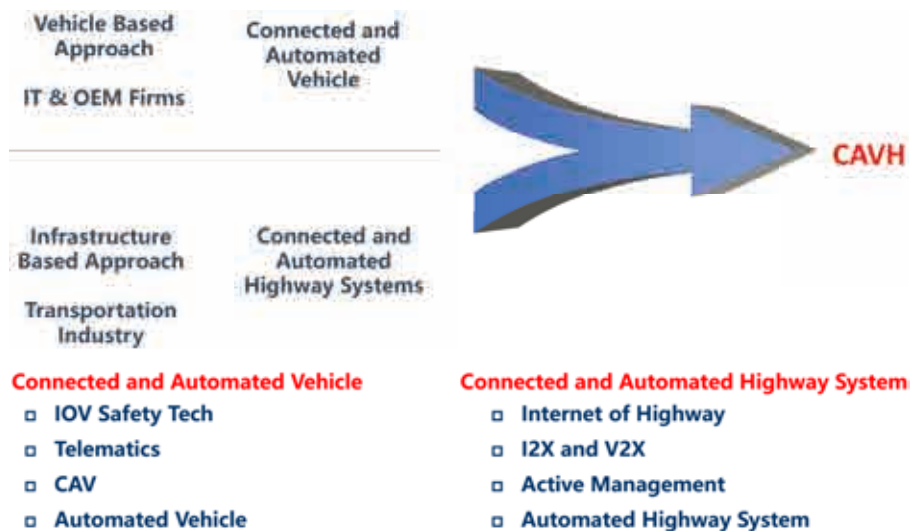 Vehicle Based
Approach
IT & OEM Firms
Connected and
Automated
Vehicle
CAVH
Infrastructure
Based Approach
Transportation
Industry
Connected and
Automated
Highway Systems
Connected and Automated Vehicle
▫ IOV Safety Tech
▫ Telematics
▫ CAV
▫ Automated Vehicle
Connected and Automated Highway System
▫ Internet of Highway
▫ I2X and V2X
▫ Active Management
▫ Automated Highway System